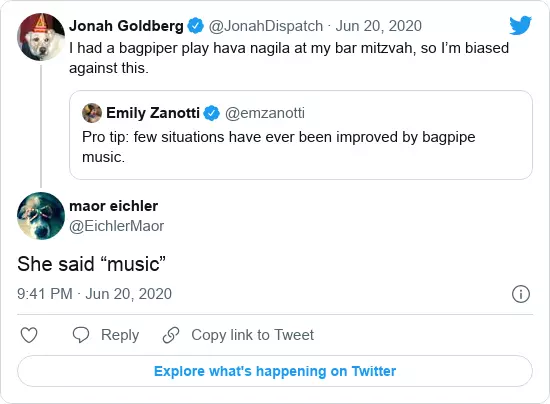 Jonah Goldberg @JonahDispatch · Jun 20, 2020
I had a bagpiper play hava nagila at my bar mitzvah, so I’m biased
against this.
Emily Zanotti @emzanotti
Pro tip: few situations have ever been improved by bagpipe
music.
maor eichler
@EichlerMaor
She said “music”
9:41 PM · Jun 20, 2020
Reply
Copy link to Tweet
Explore what's happening on Twitter